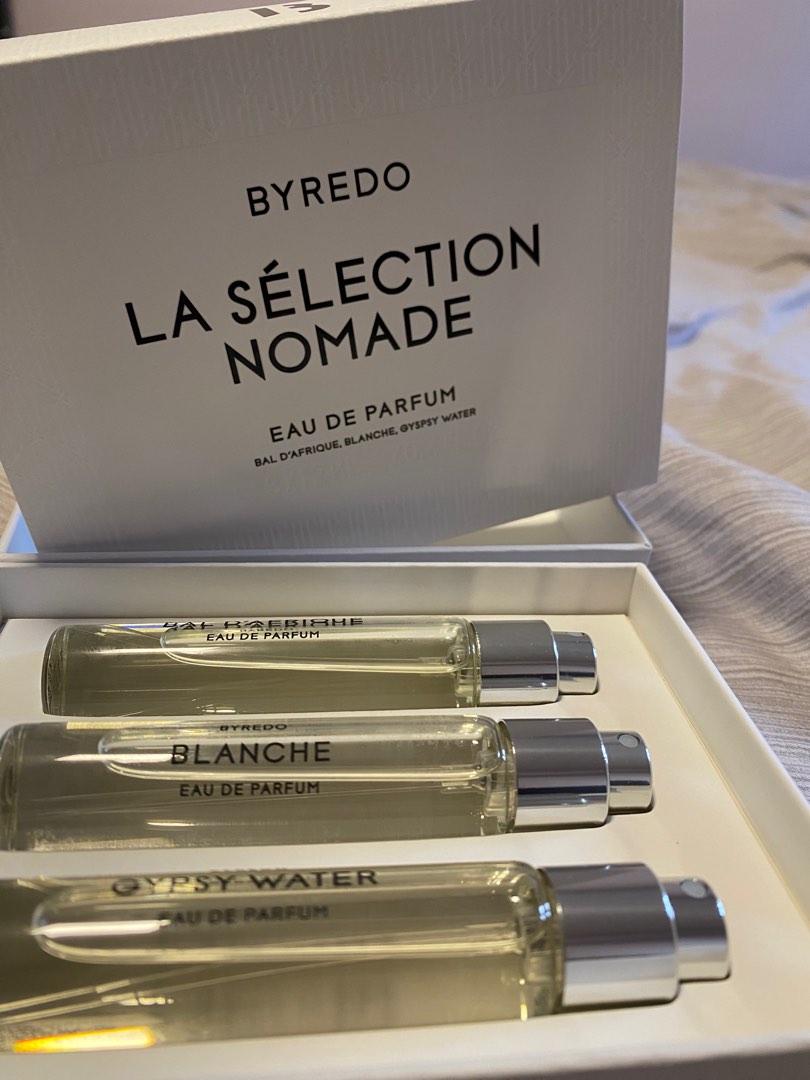 BYREDO
LA SÉLECTION
NOMADE
EAU DE PARFUM
BAL D'AFRIQUE, BLANCHE, GYSPSY WATER
EAU DE PARFUM
BYREDO
BLANCHE
EAU DE PARFUM
GYPSY WATER
EAU DE PARFUM